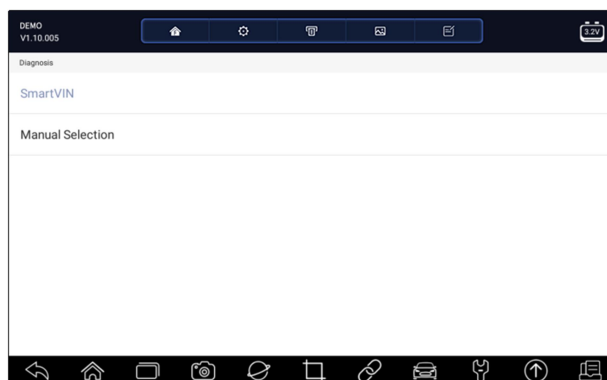 DEMO
V1.10.005
3.2V
Diagnosis
SmartVIN
Manual Selection